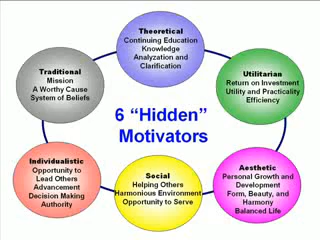 Theoretical
Continuing Education
Knowledge
Analyzation and
Clarification
Traditional
Mission
A Worthy Cause
System of Beliefs
Utilitarian
Return on Investment
Utility and Practicality
Efficiency
6 “Hidden”
Motivators
Individualistic
Opportunity to
Lead Others
Advancement
Decision Making
Authority
Social
Helping Others
Harmonious Environment
Opportunity to Serve
Aesthetic
Personal Growth and
Development
Form, Beauty, and
Harmony
Balanced Life